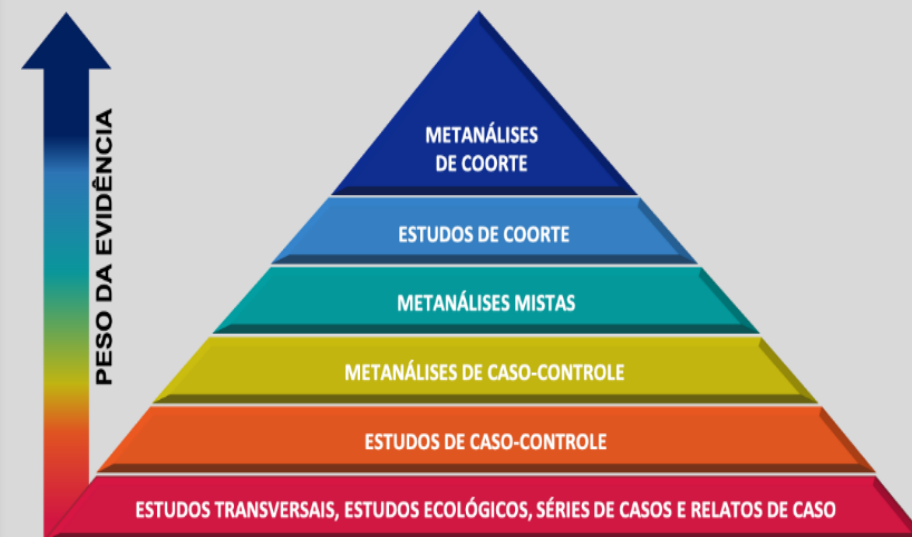 PESO DA EVIDÊNCIA
METANÁLISES
DE COORTE
ESTUDOS DE COORTE
METANÁLISES MISTAS
METANÁLISES DE CASO-CONTROLE
ESTUDOS DE CASO-CONTROLE
ESTUDOS TRANSVERSAIS, ESTUDOS ECOLÓGICOS, SÉRIES DE CASOS E RELATOS DE CASO